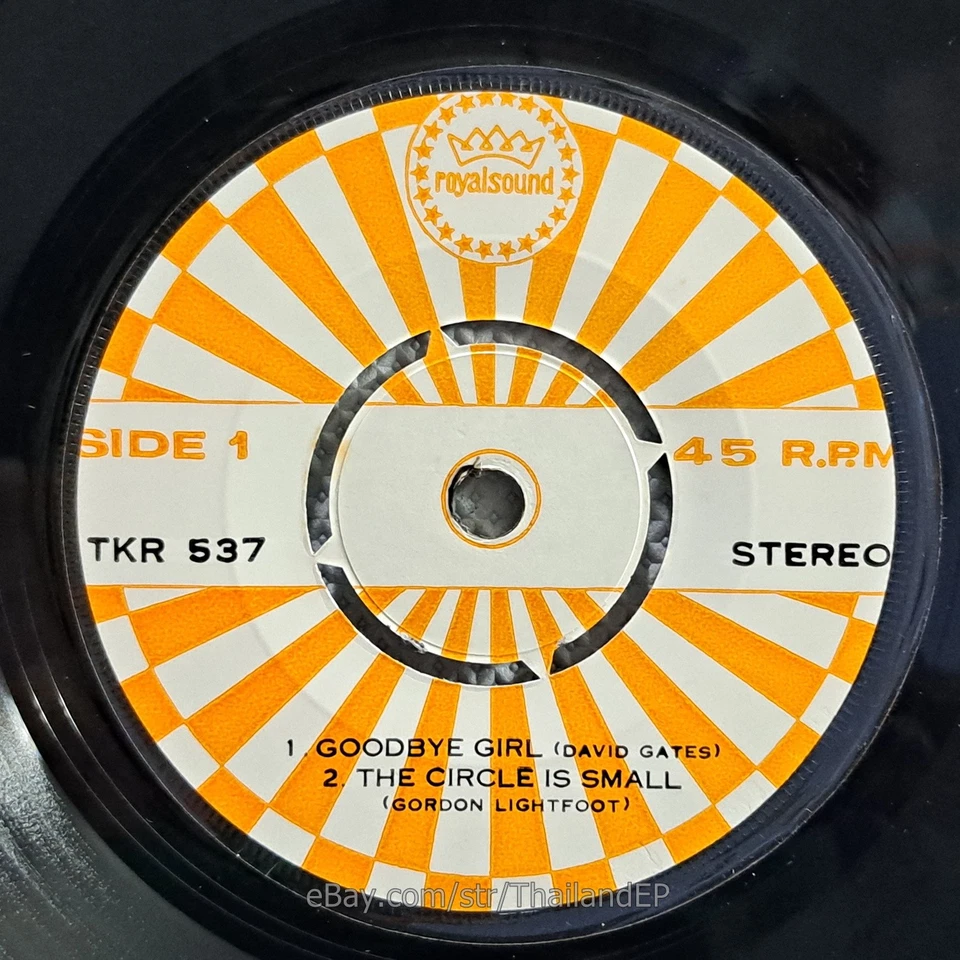 royalsound
SIDE 1
45 R.P.M
TKR 537
STEREO
1. GOODBYE GIRL (DAVID GATES)
2. THE CIRCLE IS SMALL
(GORDON LIGHTFOOT)
eBay.com/str/ThailandEP